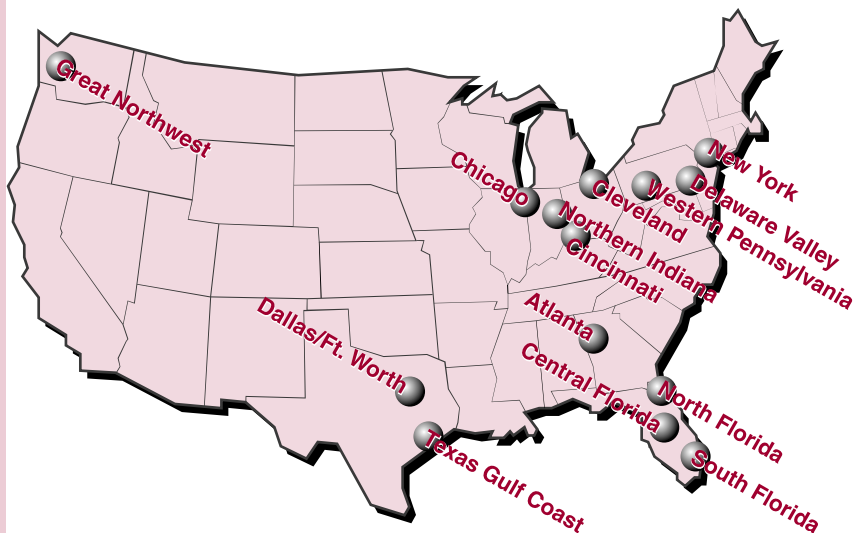 Great Northwest
New York
Chicago
Cleveland
Delaware Valley
Western Pennsylvania
Northern Indiana
Cincinnati
Atlanta
Dallas/Ft. Worth
Central Florida
North Florida
Texas Gulf Coast
South Florida